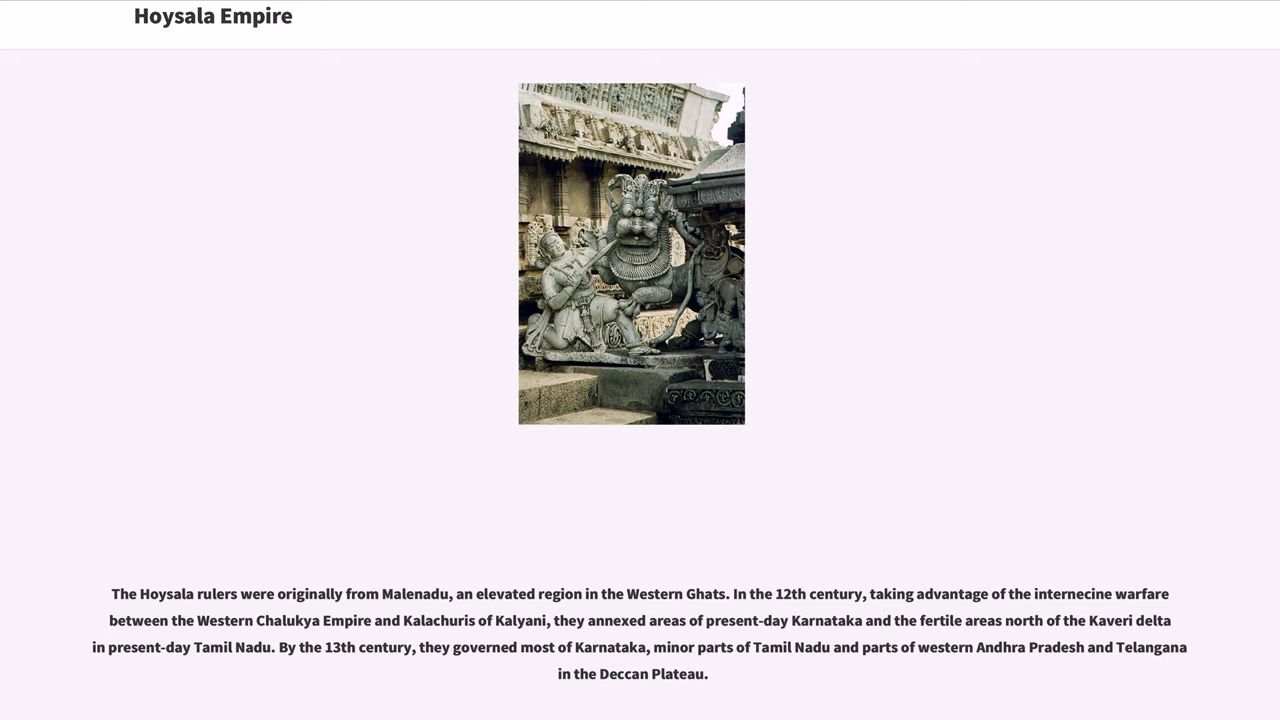 Hoysala Empire
The Hoysala rulers were originally from Malenadu, an elevated region in the Western Ghats. In the 12th century, taking advantage of the internecine warfare
between the Western Chalukya Empire and Kalachuris of Kalyani, they annexed areas of present-day Karnataka and the fertile areas north of the Kaveri delta
in present-day Tamil Nadu. By the 13th century, they governed most of Karnataka, minor parts of Tamil Nadu and parts of western Andhra Pradesh and Telangana
in the Deccan Plateau.